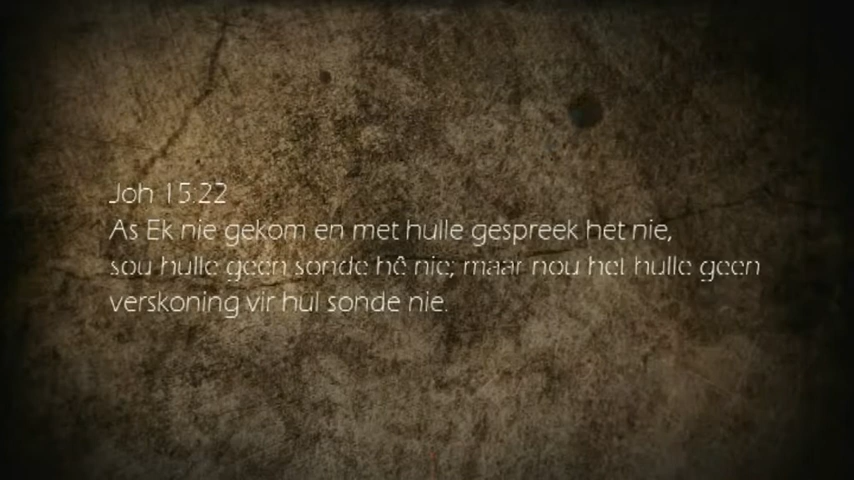 Joh 15:22
As Ek nie gekom en met hulle gespreek het nie,
sou hulle geen sonde hê nie; maar nou het hulle geen
verskoning vir hul sonde nie.